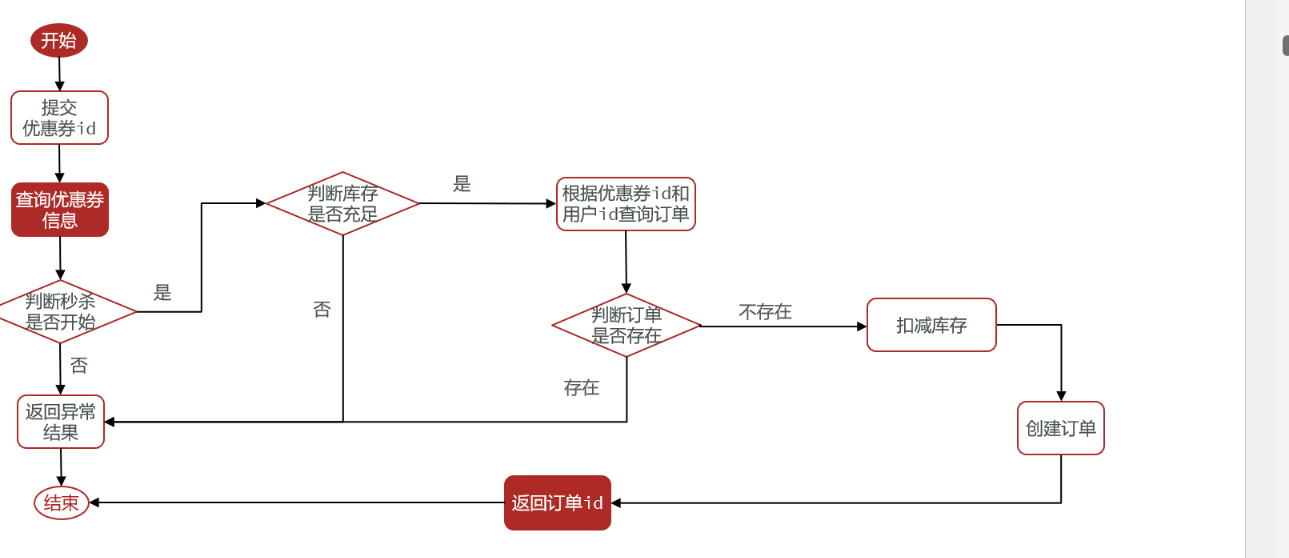 开始
提交
优惠券id
查询优惠券
信息
判断秒杀
是否开始
是
否
判断库存
是否充足
是
否
根据优惠券id和
用户id查询订单
判断订单
是否存在
不存在
存在
扣减库存
创建订单
返回异常
结果
返回订单id
结束